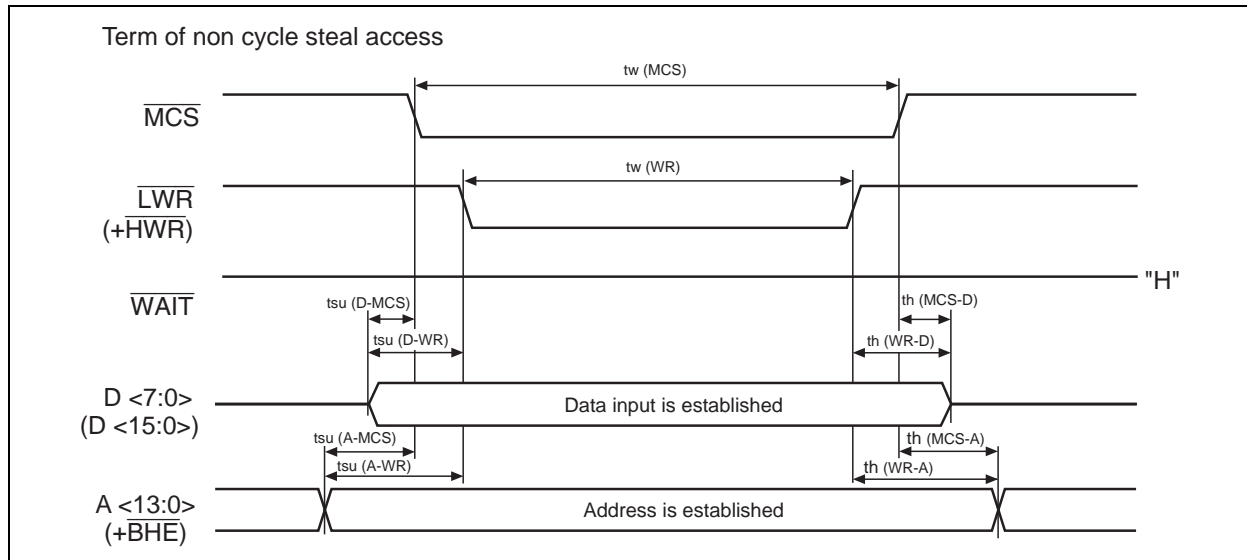 Term of non cycle steal access
tw (MCS)
MCS
tw (WR)
LWR
(+HWR)
"H"
WAIT
tsu (D-MCS)
th (MCS-D)
tsu (D-WR)
th (WR-D)
D <7:0>
(D <15:0>)
Data input is established
tsu (A-MCS)
th (MCS-A)
tsu (A-WR)
th (WR-A)
A <13:0>
(+BHE)
Address is established